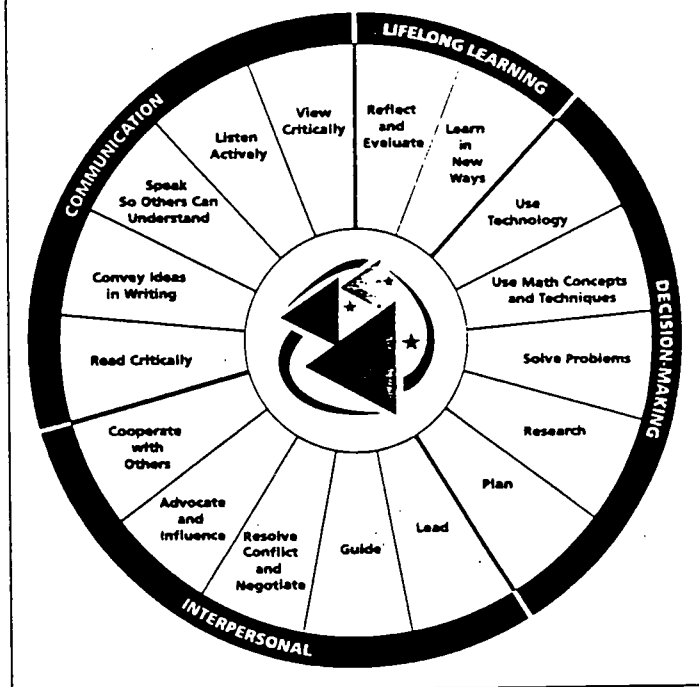 LIFELONG LEARNING
Reflect
and
Evaluate
Learn
in
New
Ways
DECISION-MAKING
Use
Technology
Use Math Concepts
and Techniques
Solve Problems
Research
Plan
INTERPERSONAL
Lead
Guide
Resolve
Conflict
and
Negotiate
Advocate
and
Influence
Cooperate
with
Others
COMMUNICATION
Read Critically
Convey Ideas
in Writing
Speak
So Others Can
Understand
Listen
Actively
View
Critically